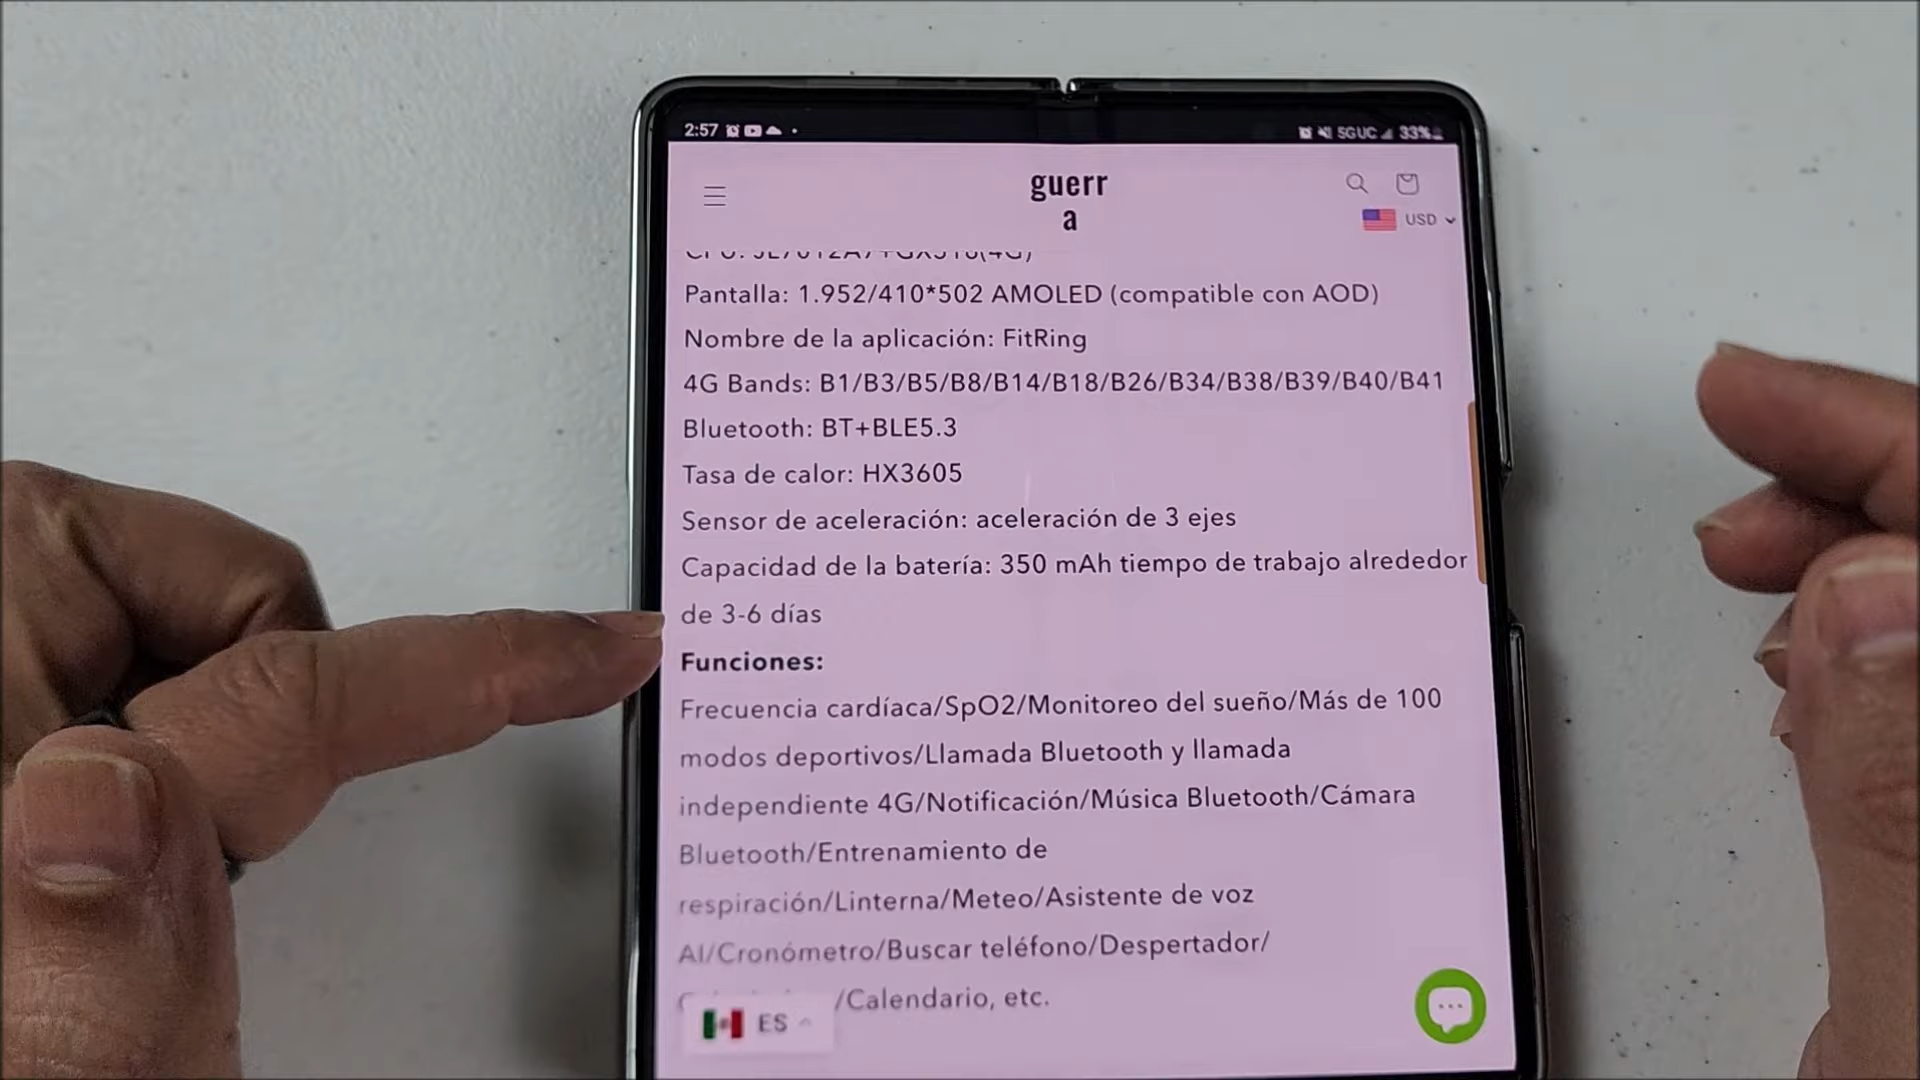 2:57
5GUC 33%
guerr
a
USD
Pantalla: 1.952/410*502 AMOLED (compatible con AOD)
Nombre de la aplicación: FitRing
4G Bands: B1/B3/B5/B8/B14/B18/B26/B34/B38/B39/B40/B41
Bluetooth: BT+BLE5.3
Tasa de calor: HX3605
Sensor de aceleración: aceleración de 3 ejes
Capacidad de la batería: 350 mAh tiempo de trabajo alrededor
de 3-6 días
Funciones:
Frecuencia cardíaca/SpO2/Monitoreo del sueño/Más de 100
modos deportivos/Llamada Bluetooth y llamada
independiente 4G/Notificación/Música Bluetooth/Cámara
Bluetooth/Entrenamiento de
respiración/Linterna/Meteo/Asistente de voz
AI/Cronómetro/Buscar teléfono/Despertador/
/Calendario, etc.
ES